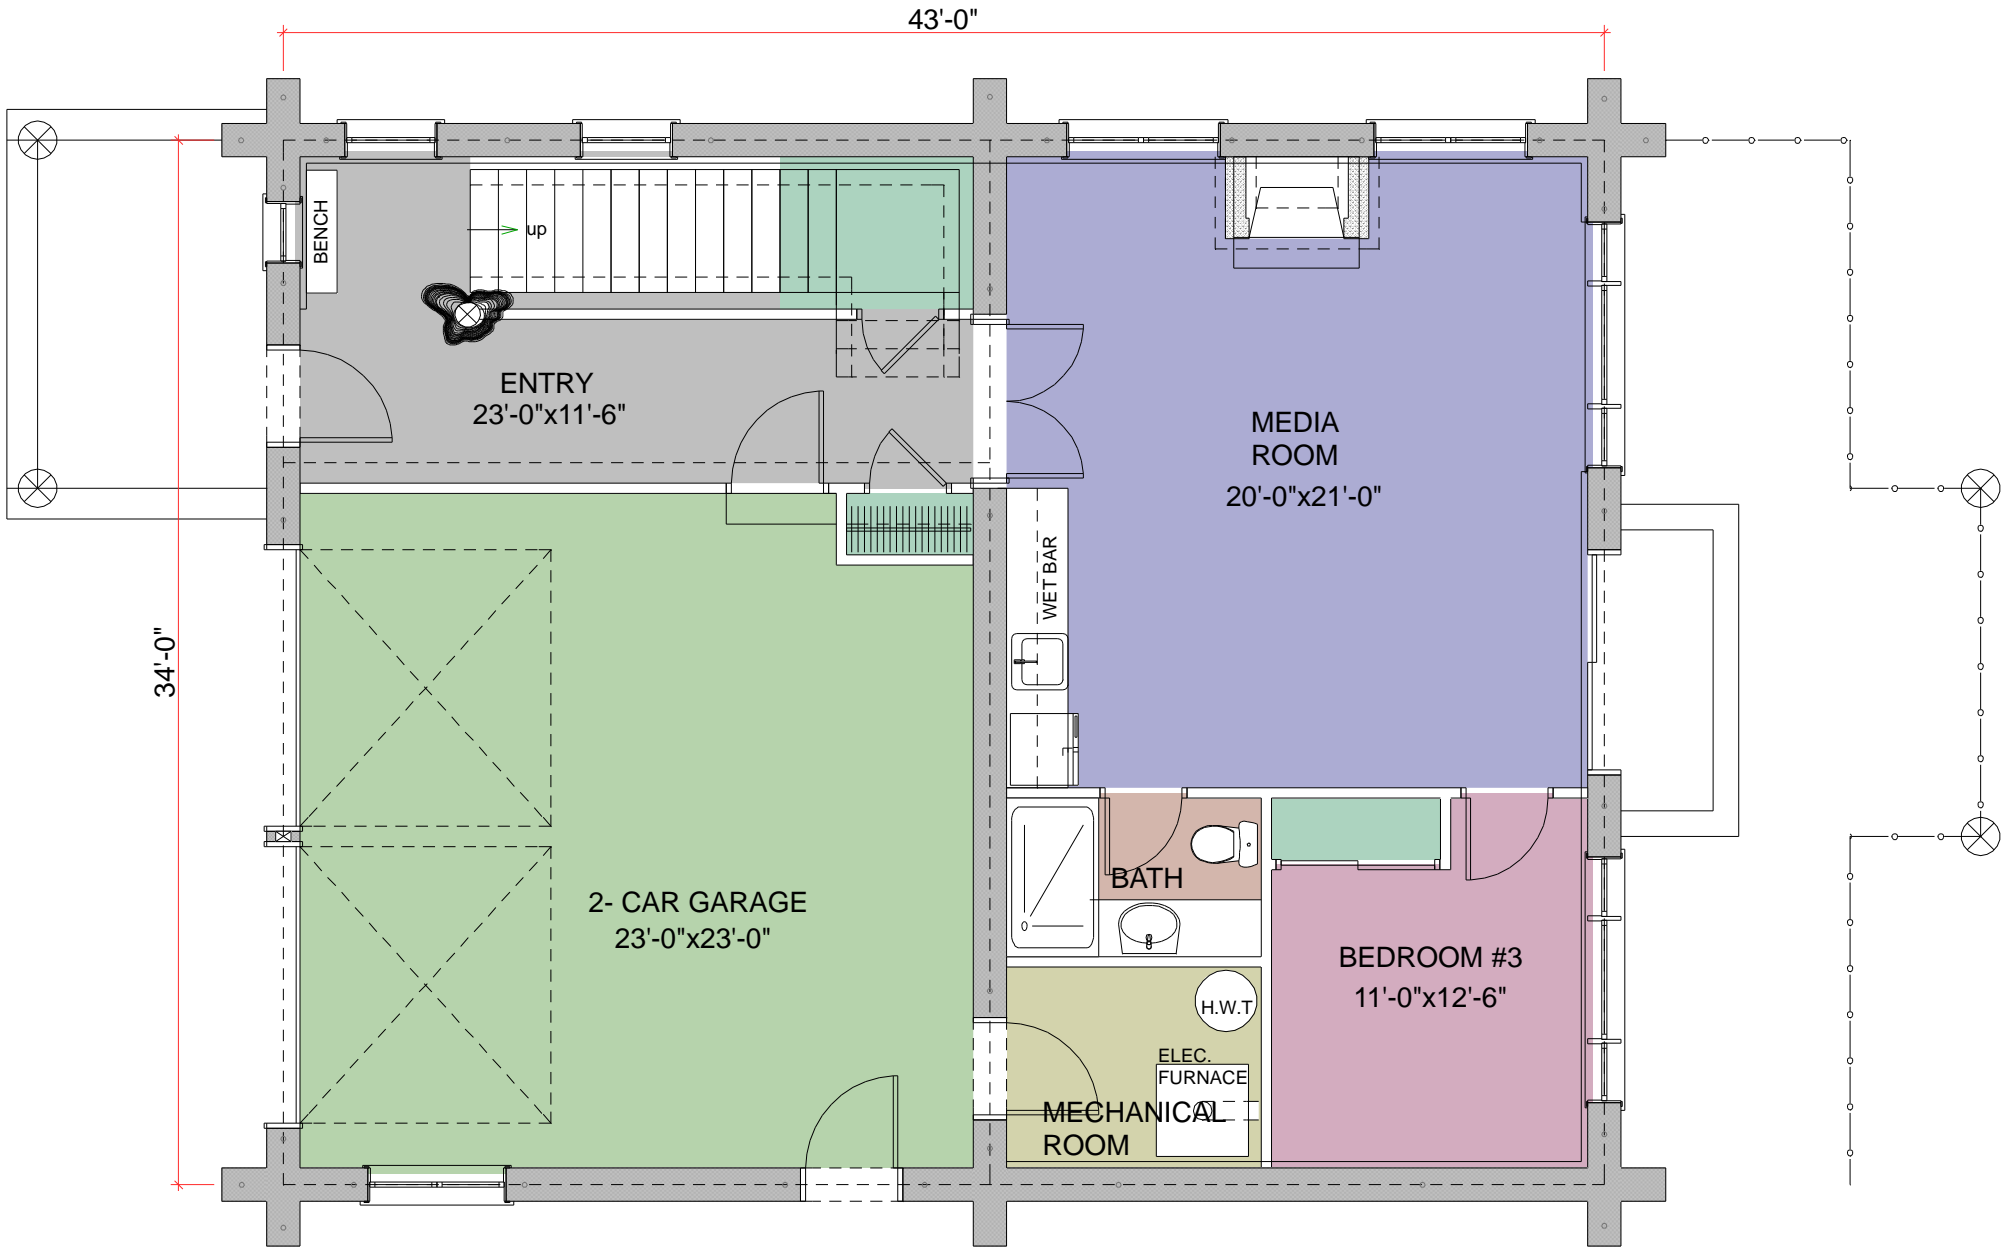 43'-0"
BENCH
up
ENTRY
23'-0"x11'-6"
MEDIA
ROOM
20'-0"x21'-0"
WET BAR
34'-0"
2- CAR GARAGE
23'-0"x23'-0"
BATH
BEDROOM #3
11'-0"x12'-6"
H.W.T
ELEC.
FURNACE
MECHANICAL
ROOM